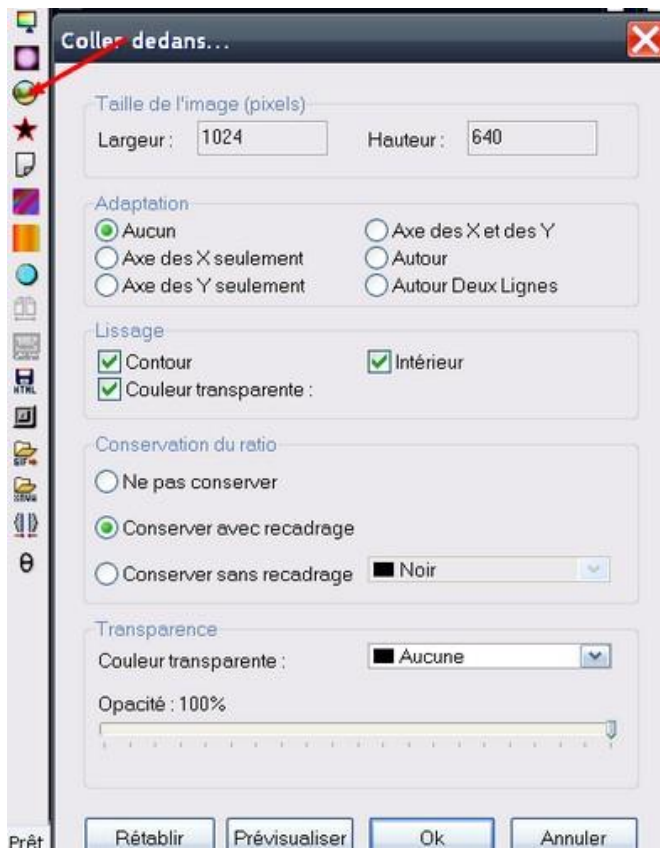 Coller dedans...
Taille de l'image (pixels)
Largeur : 1024 Hauteur : 640
Adaptation
Aucun Axe des X et des Y
Axe des X seulement Autour
Axe des Y seulement Autour Deux Lignes
Lissage
Contour Intérieur
Couleur transparente :
Conservation du ratio
Ne pas conserver
Conserver avec recadrage
Conserver sans recadrage Noir
Transparence
Couleur transparente : Aucune
Opacité : 100%
HTML
GIF
θ
Prêt Rétablir Prévisualiser Ok Annuler